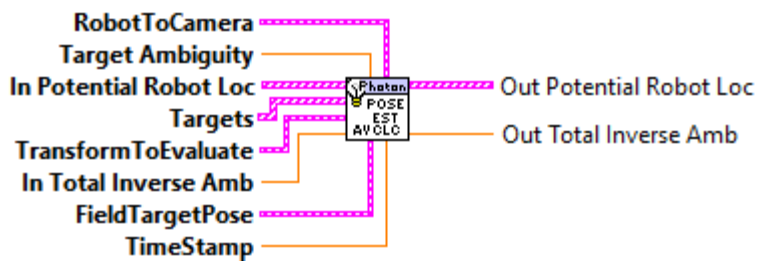 RobotToCamera
Target Ambiguity
In Potential Robot Loc
Targets
TransformToEvaluate
In Total Inverse Amb
FieldTargetPose
TimeStamp
Photon
POSE
EST
AVCLC
Out Potential Robot Loc
Out Total Inverse Amb